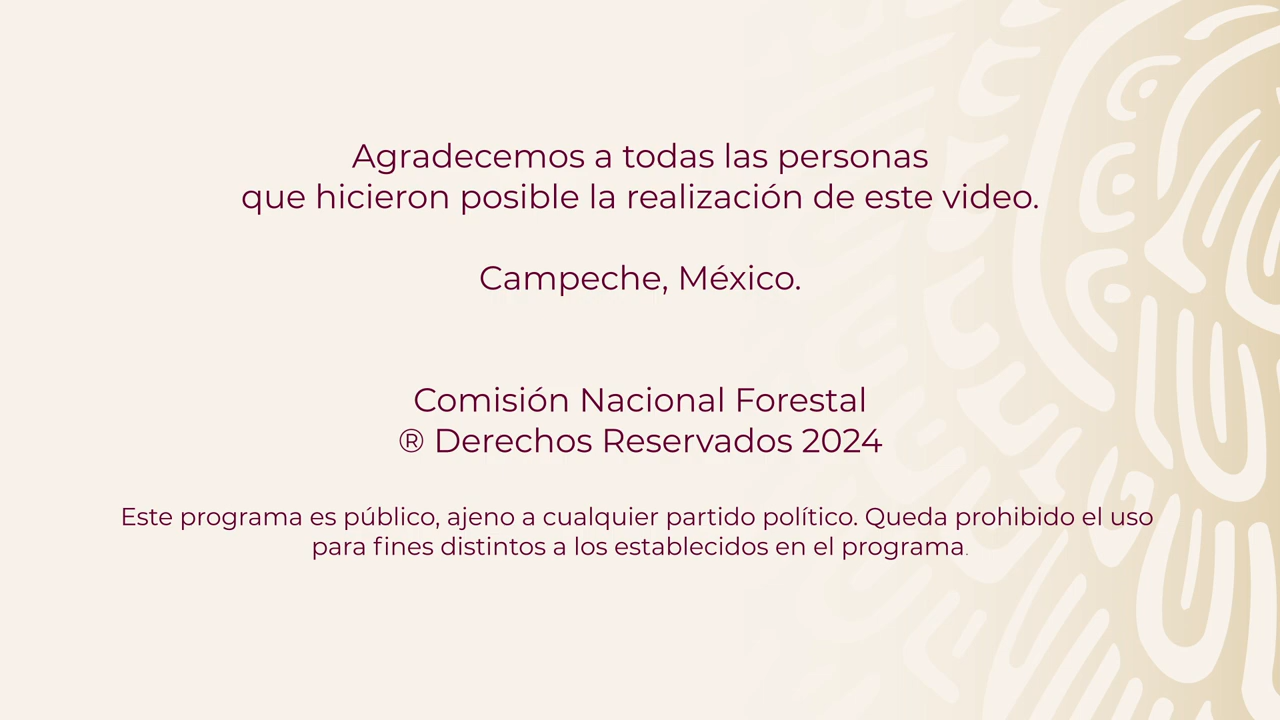 Agradecemos a todas las personas
que hicieron posible la realización de este video.
Campeche, México.
Comisión Nacional Forestal
® Derechos Reservados 2024
Este programa es público, ajeno a cualquier partido político. Queda prohibido el uso
para fines distintos a los establecidos en el programa.